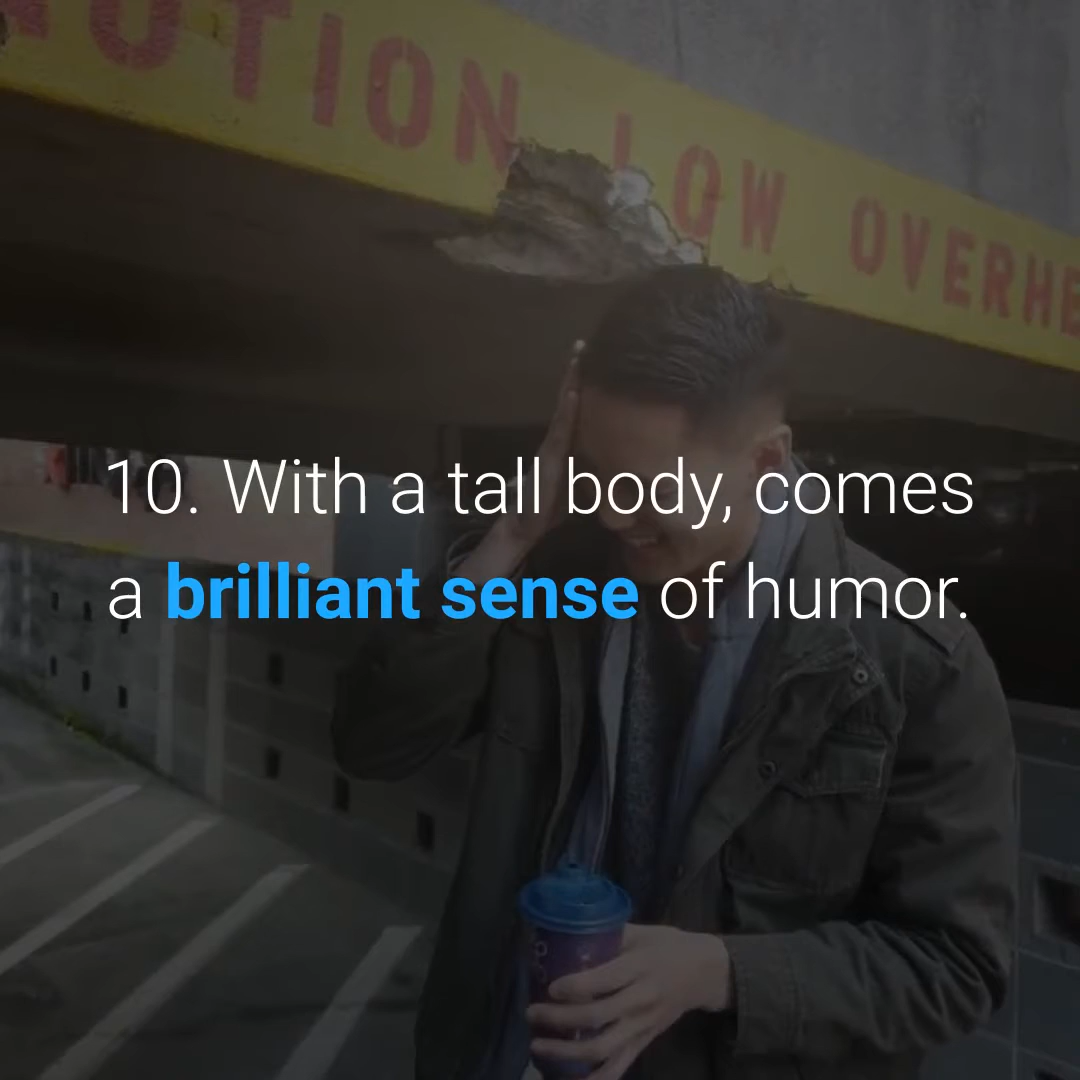 UTION LOW OVERHE
10. With a tall body, comes
a brilliant sense of humor.